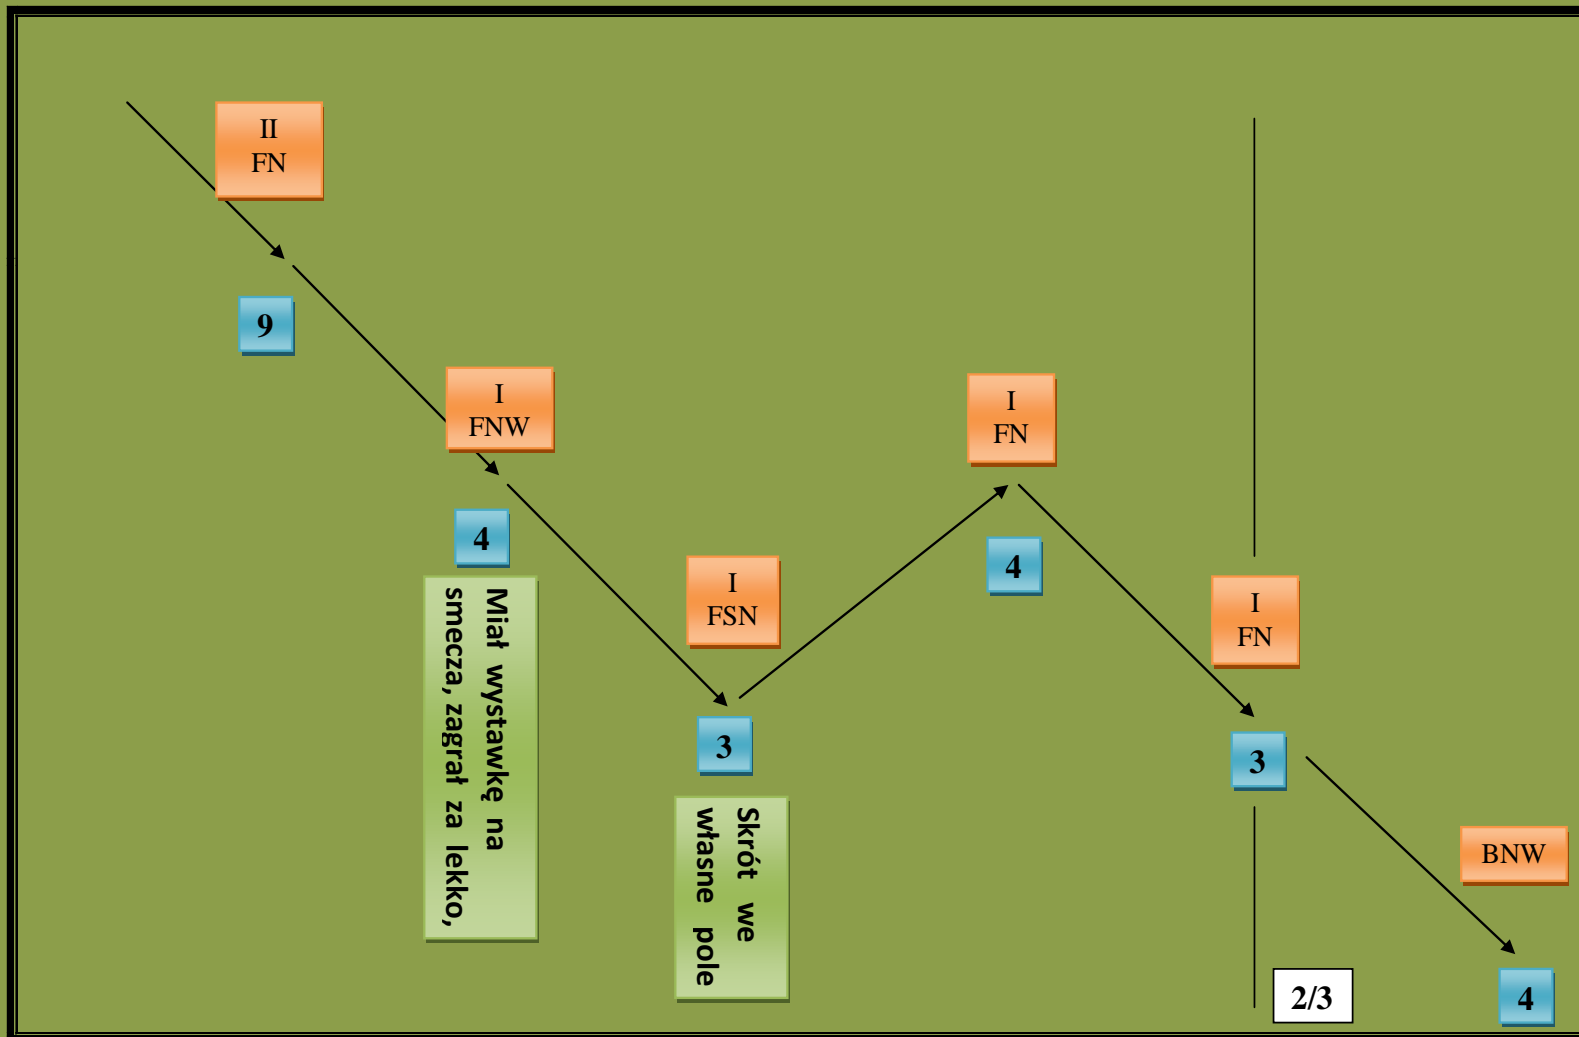 II
FN
9
I
FNW
4
Miał wystawkę na
smecza, zagrał za lekko,
I
FSN
3
Skrót we
własne pole
I
FN
4
I
FN
3
2/3
BNW
4